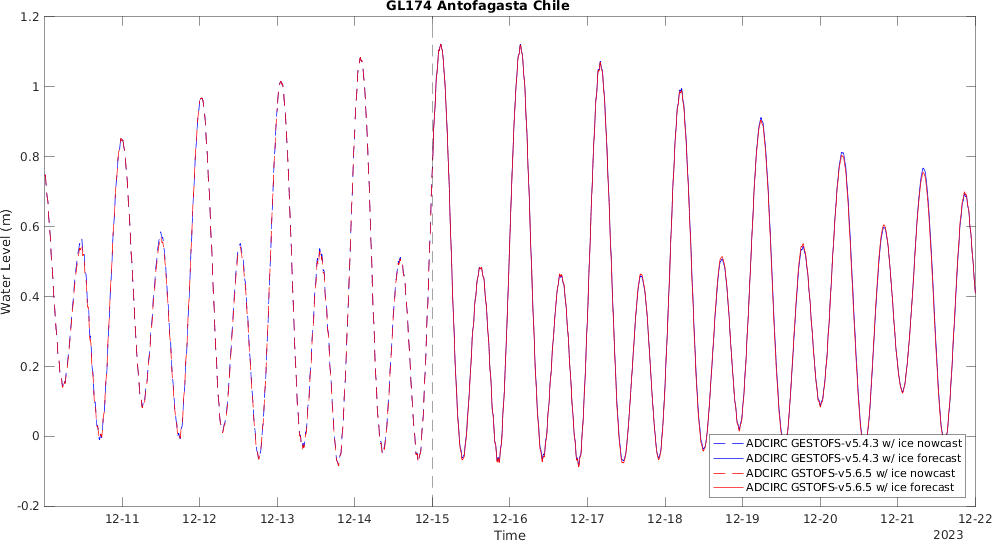 GL174 Antofagasta Chile
1.2
1
0.8
0.6
0.4
0.2
0
-0.2
Water Level (m)
ADCIRC GESTOFS-v5.4.3 w/ ice nowcast
ADCIRC GESTOFS-v5.4.3 w/ ice forecast
ADCIRC GSTOFS-v5.6.5 w/ ice nowcast
ADCIRC GSTOFS-v5.6.5 w/ ice forecast
12-11 12-12 12-13 12-14 12-15 12-16 12-17 12-18 12-19 12-20 12-21 12-22
Time
2023